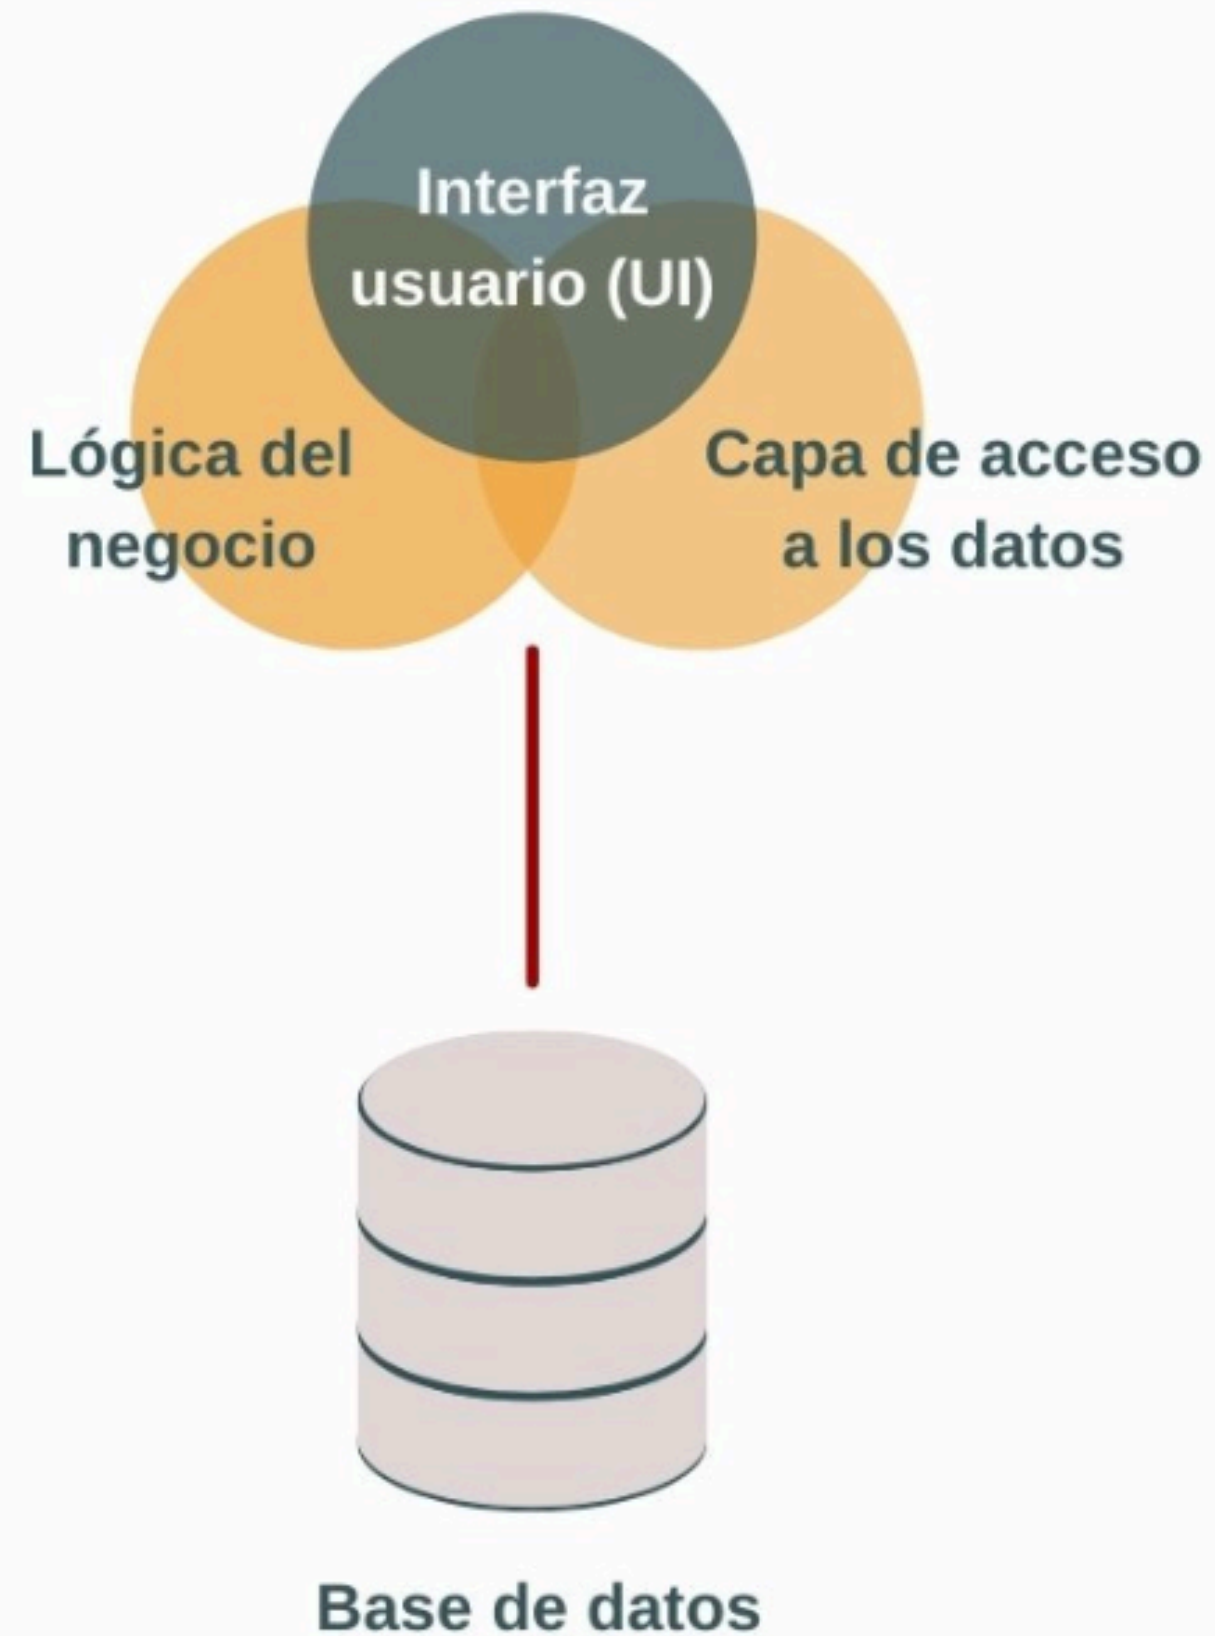 Interfaz
usuario (UI)
Lógica del
negocio
Capa de acceso
a los datos
Base de datos